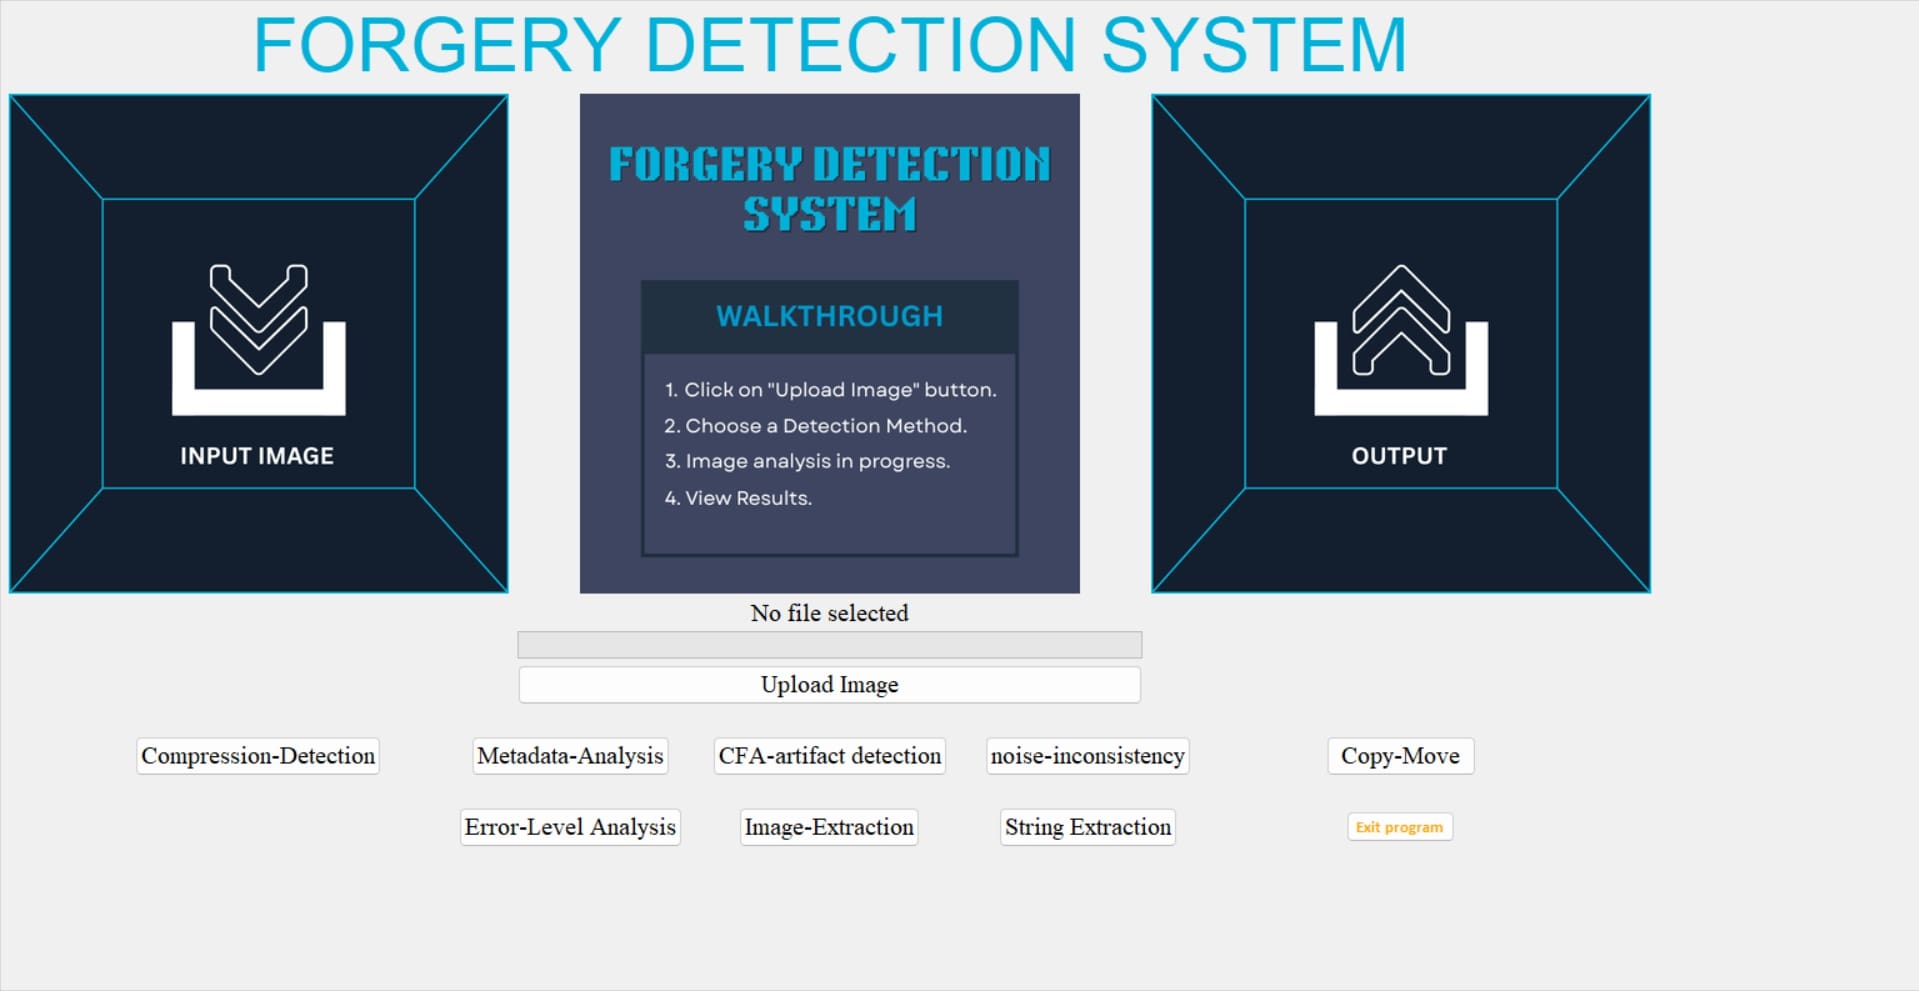 FORGERY DETECTION SYSTEM
INPUT IMAGE
FORGERY DETECTION
SYSTEM
WALKTHROUGH
1. Click on "Upload Image" button.
2. Choose a Detection Method.
3. Image analysis in progress.
4. View Results.
OUTPUT
No file selected
Upload Image
Compression-Detection
Metadata-Analysis
CFA-artifact detection
noise-inconsistency
Copy-Move
Error-Level Analysis
Image-Extraction
String Extraction
Exit program